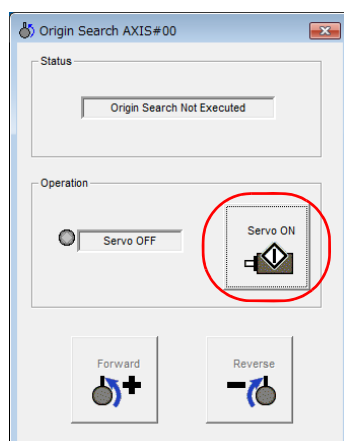 Origin Search AXIS#00
Status
Origin Search Not Executed
Operation
Servo OFF
Servo ON
Forward
Reverse